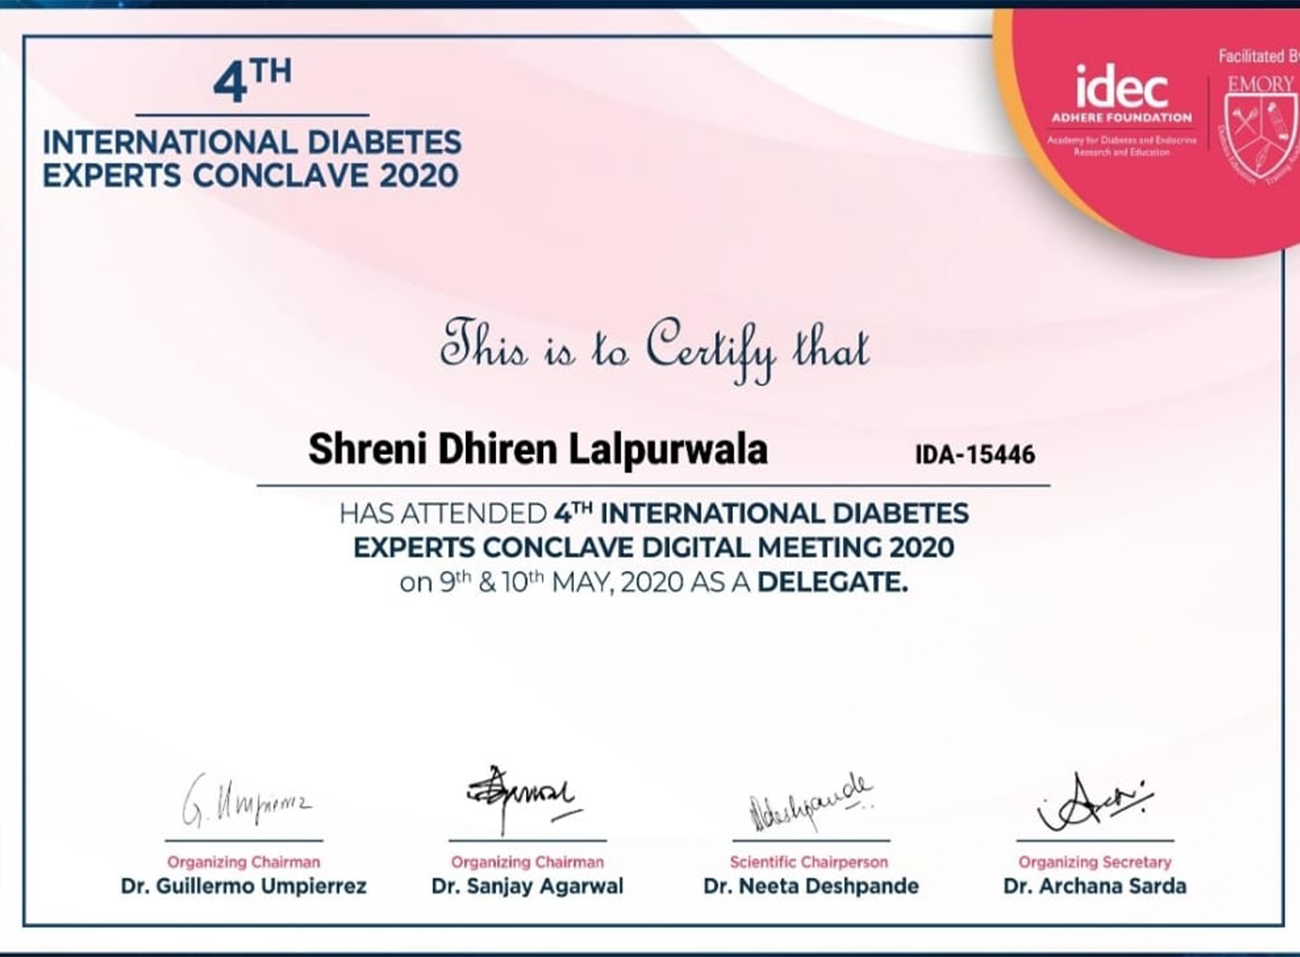 4TH
INTERNATIONAL DIABETES
EXPERTS CONCLAVE 2020
idec
ADHERE FOUNDATION
Academy for Diabetes and Endocrine
Research and Education
Facilitated B
EMORY
Diabetes Education
Training
This is to Certify that
Shreni Dhiren Lalpurwala IDA-15446
HAS ATTENDED 4TH INTERNATIONAL DIABETES
EXPERTS CONCLAVE DIGITAL MEETING 2020
on 9th & 10th MAY, 2020 AS A DELEGATE.
G. Umpierrez
Ndeshpande
Organizing Chairman
Dr. Guillermo Umpierrez
Organizing Chairman
Dr. Sanjay Agarwal
Scientific Chairperson
Dr. Neeta Deshpande
Organizing Secretary
Dr. Archana Sarda